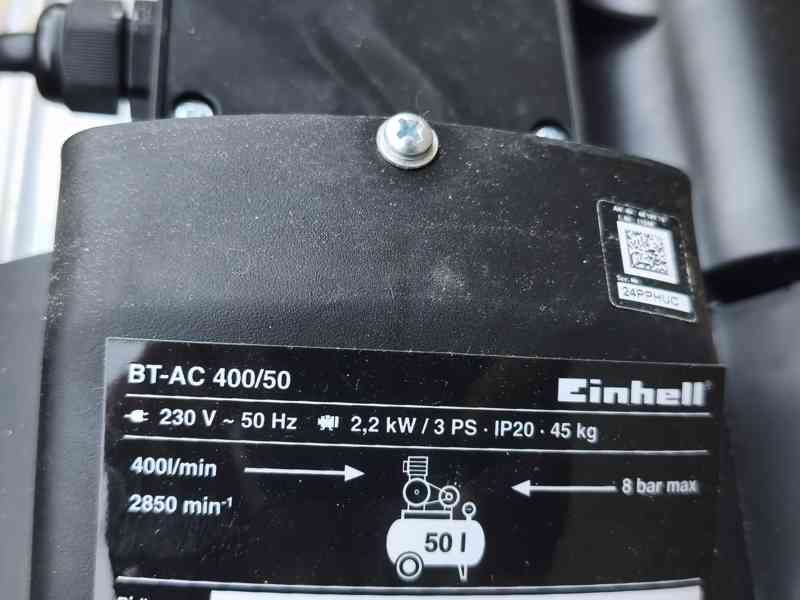 24PPHUC
BT-AC 400/50
Einhell
230 V ~ 50 Hz 2,2 kW / 3 PS · IP20 · 45 kg
400l/min
8 bar max
2850 min-1
50 l